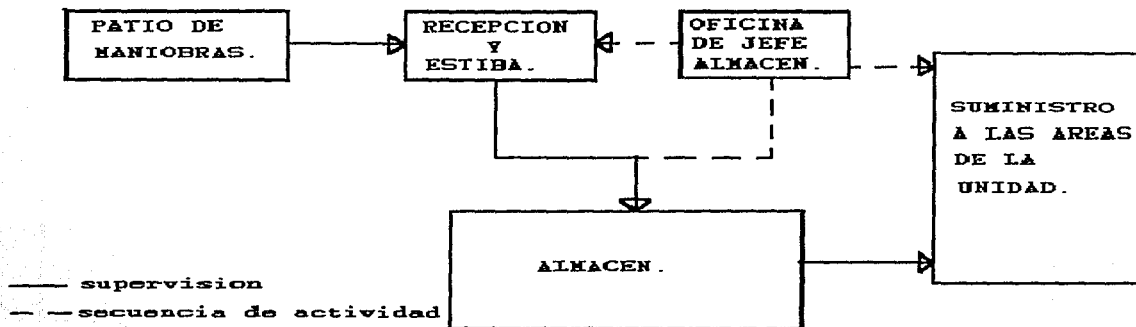 PATIO DE
MANIOBRAS.
RECEPCION
Y
ESTIBA.
OFICINA
DE JEFE
ALMACEN.
SUMINISTRO
A LAS AREAS
DE LA
UNIDAD.
ALMACEN.
supervision
secuencia de actividad